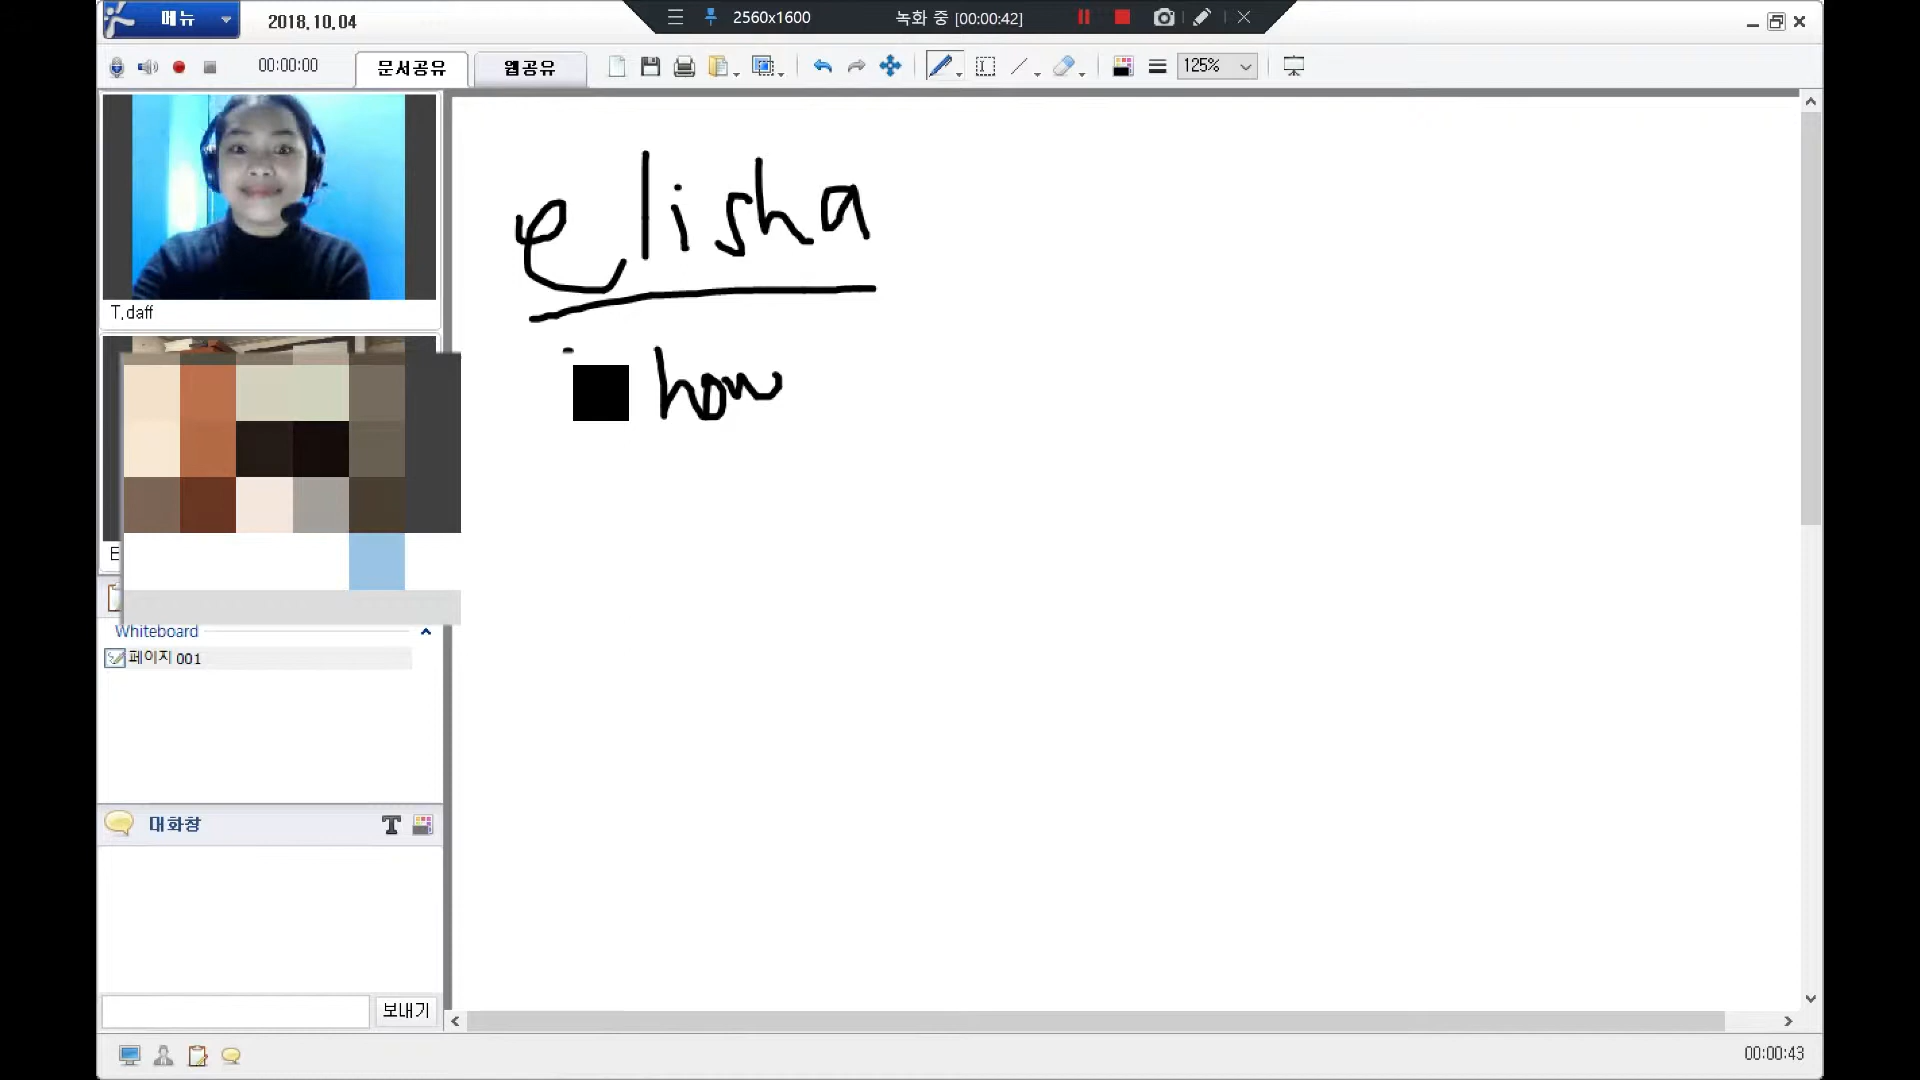 메뉴 2018.10.04 2560x1600 녹화 중 [00:00:42]
00:00:00 문서공유 웹공유 125%
elisha
T.daff
how
E
Whiteboard
페이지 001
대화창
보내기
00:00:43